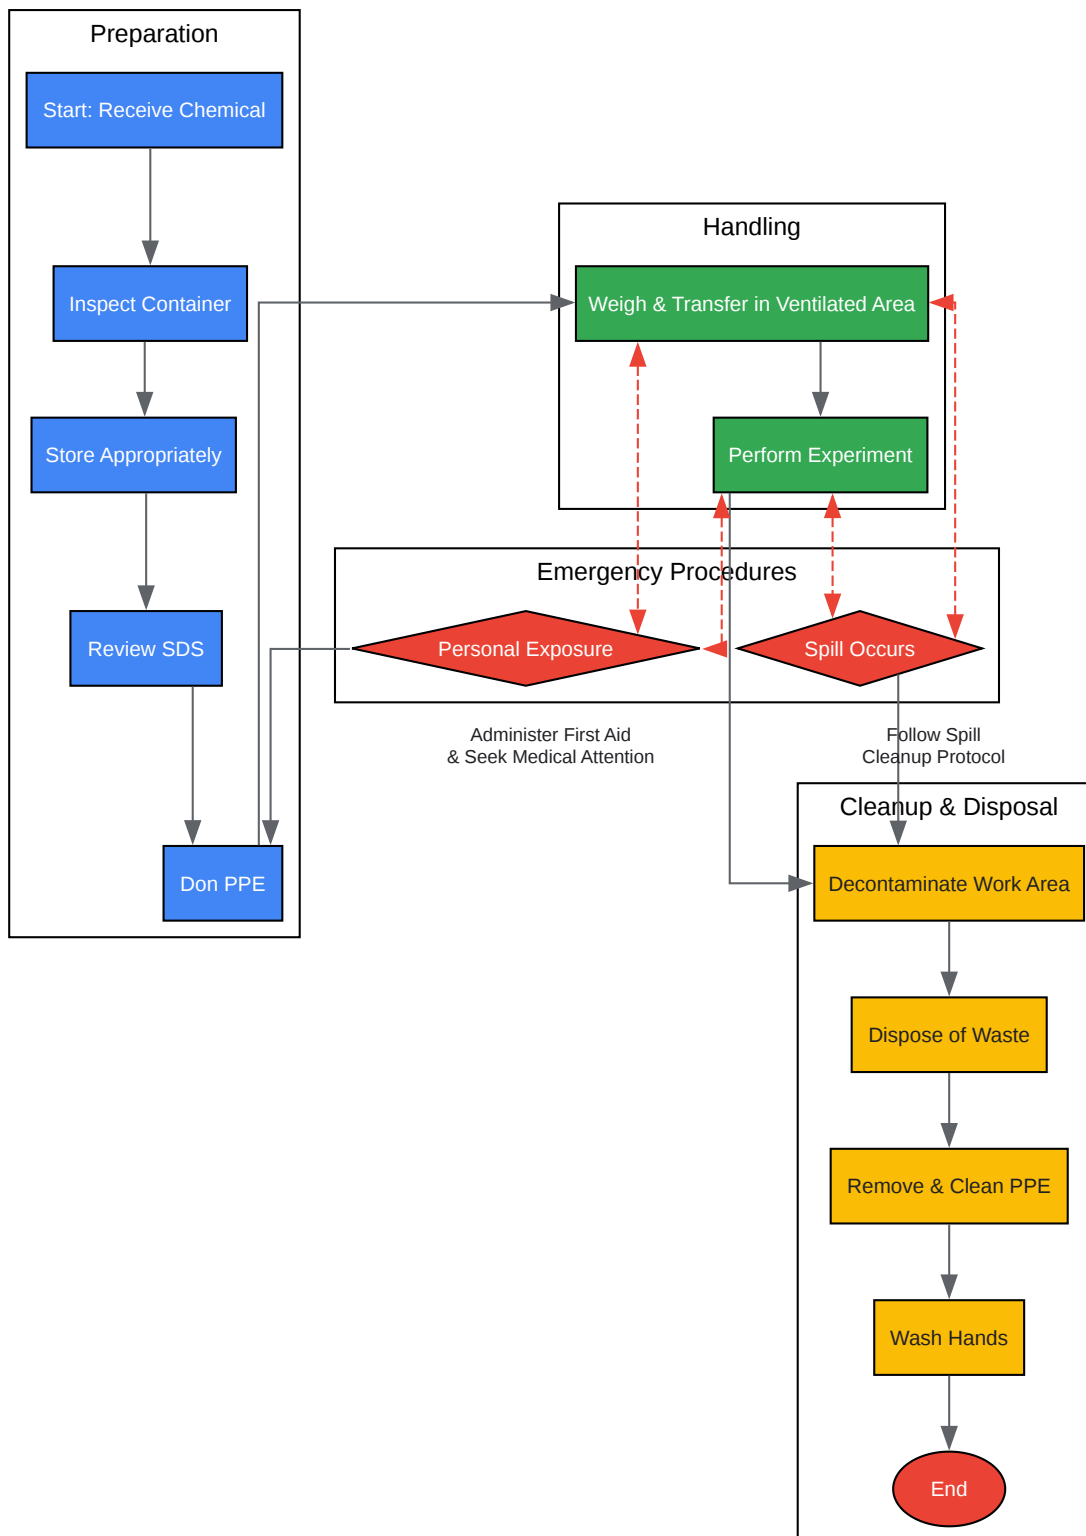 Preparation
Start: Receive Chemical
Inspect Container
Store Appropriately
Review SDS
Don PPE
Handling
Weigh & Transfer in Ventilated Area
Perform Experiment
Emergency Procedures
Personal Exposure
Spill Occurs
Administer First Aid
& Seek Medical Attention
Follow Spill
Cleanup Protocol
Cleanup & Disposal
Decontaminate Work Area
Dispose of Waste
Remove & Clean PPE
Wash Hands
End